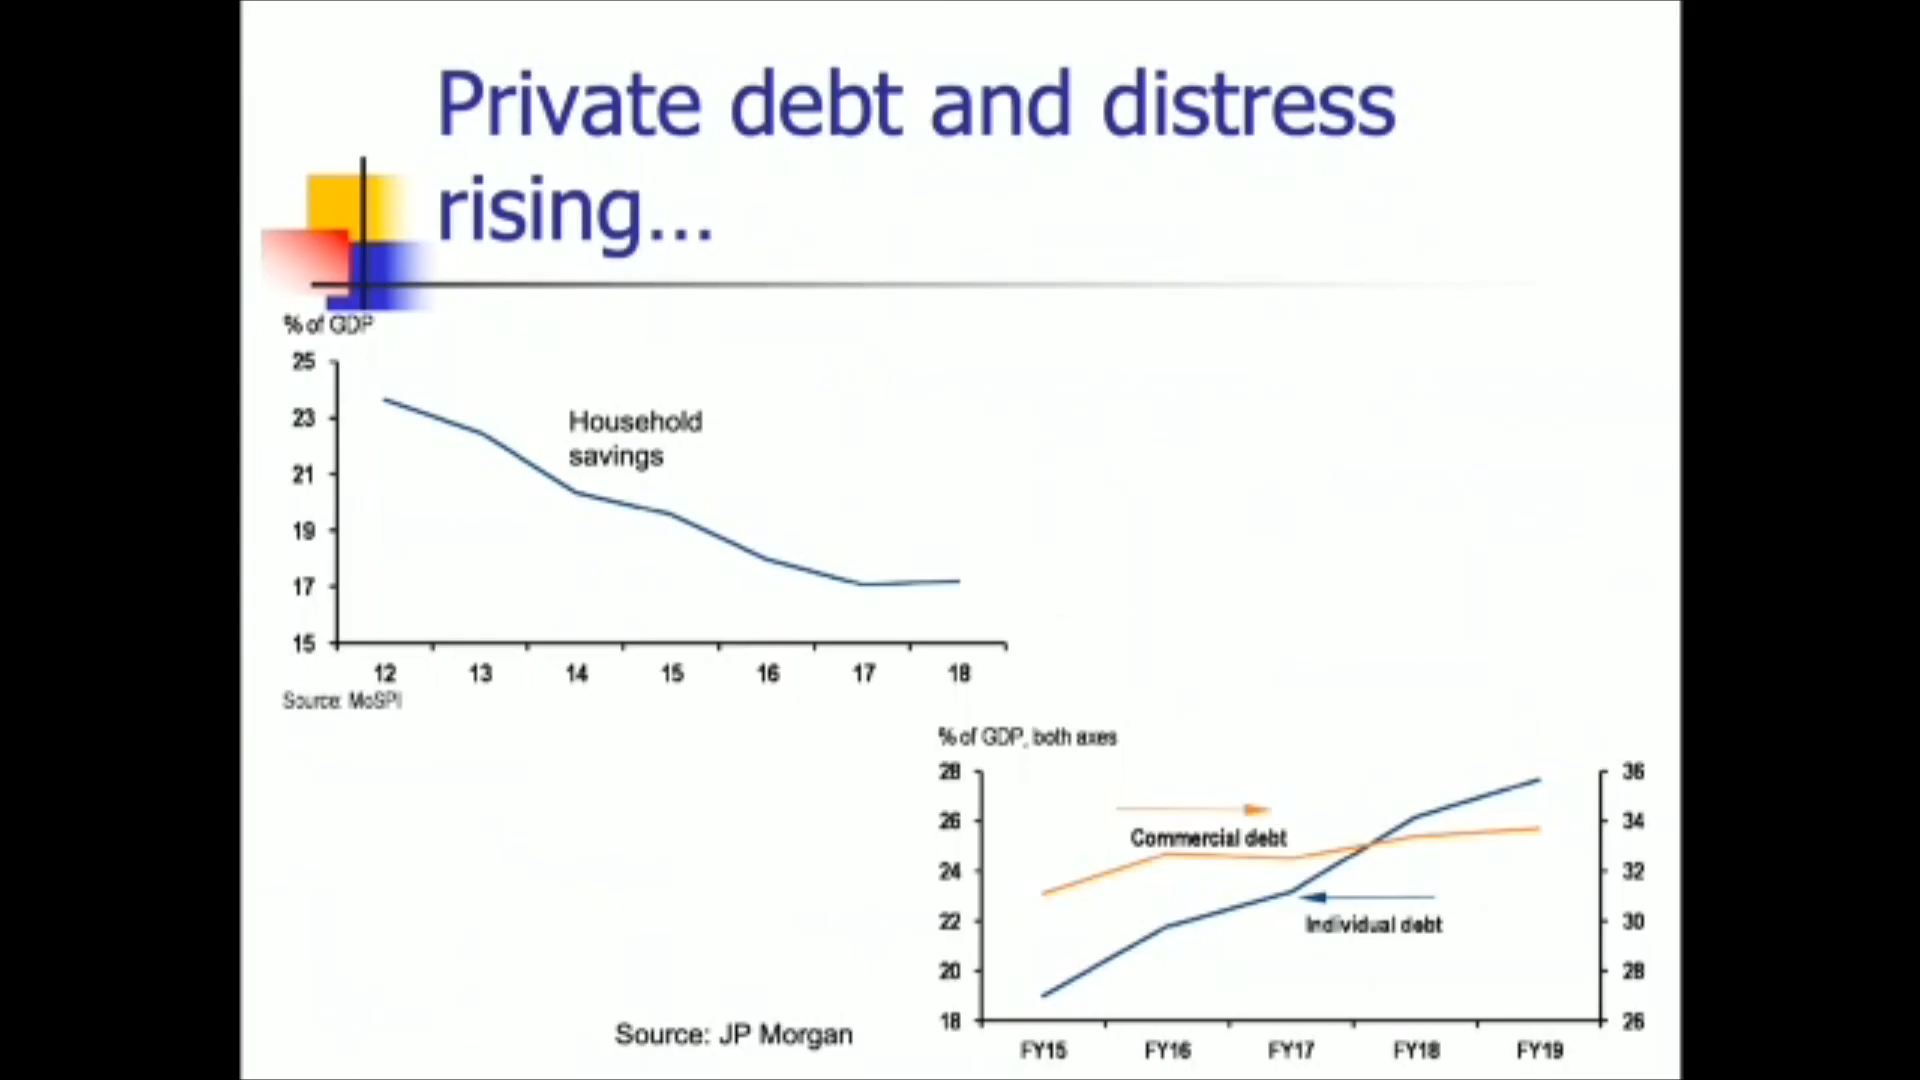 Private debt and distress
rising...
% of GDP
25
23
21
19
17
15
Household
savings
12 13 14 15 16 17 18
Source: MoSPI
% of GDP, both axes
28
26
24
22
20
18
Commercial debt
Individual debt
36
34
32
30
28
26
FY15 FY16 FY17 FY18 FY19
Source: JP Morgan